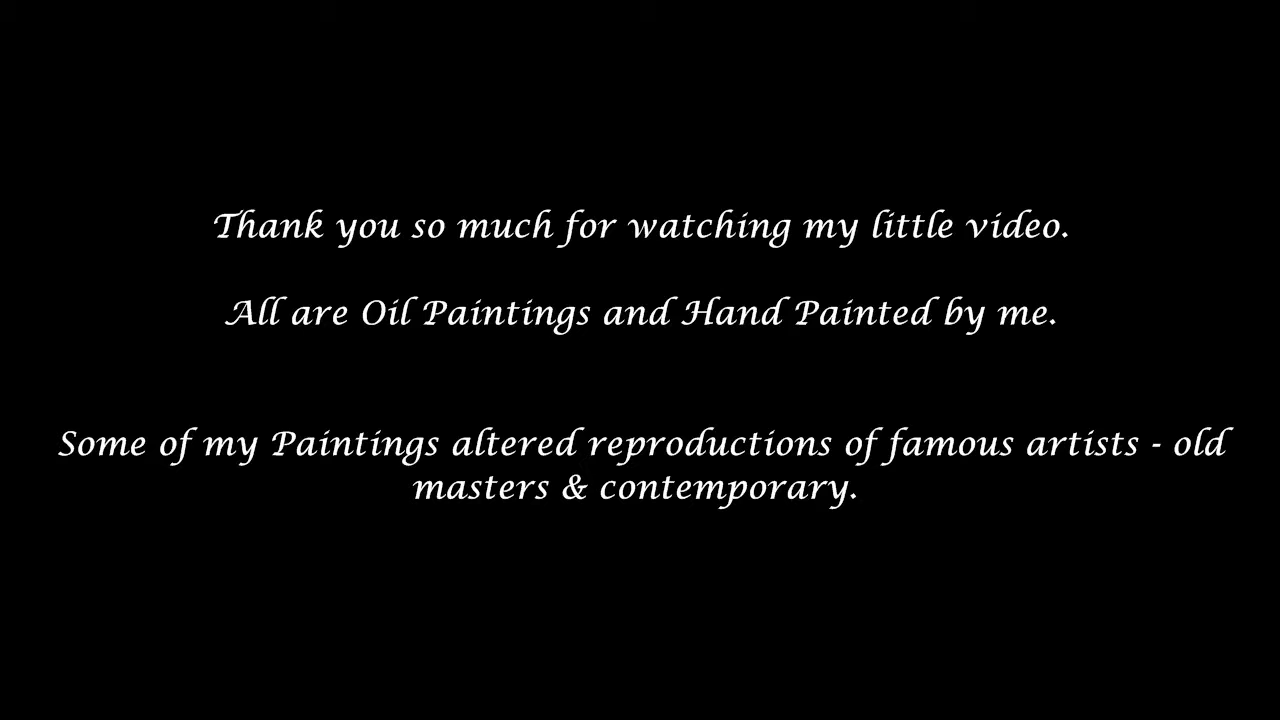 Thank you so much for watching my little video.
All are Oil Paintings and Hand Painted by me.
Some of my Paintings altered reproductions of famous artists - old
masters & contemporary.